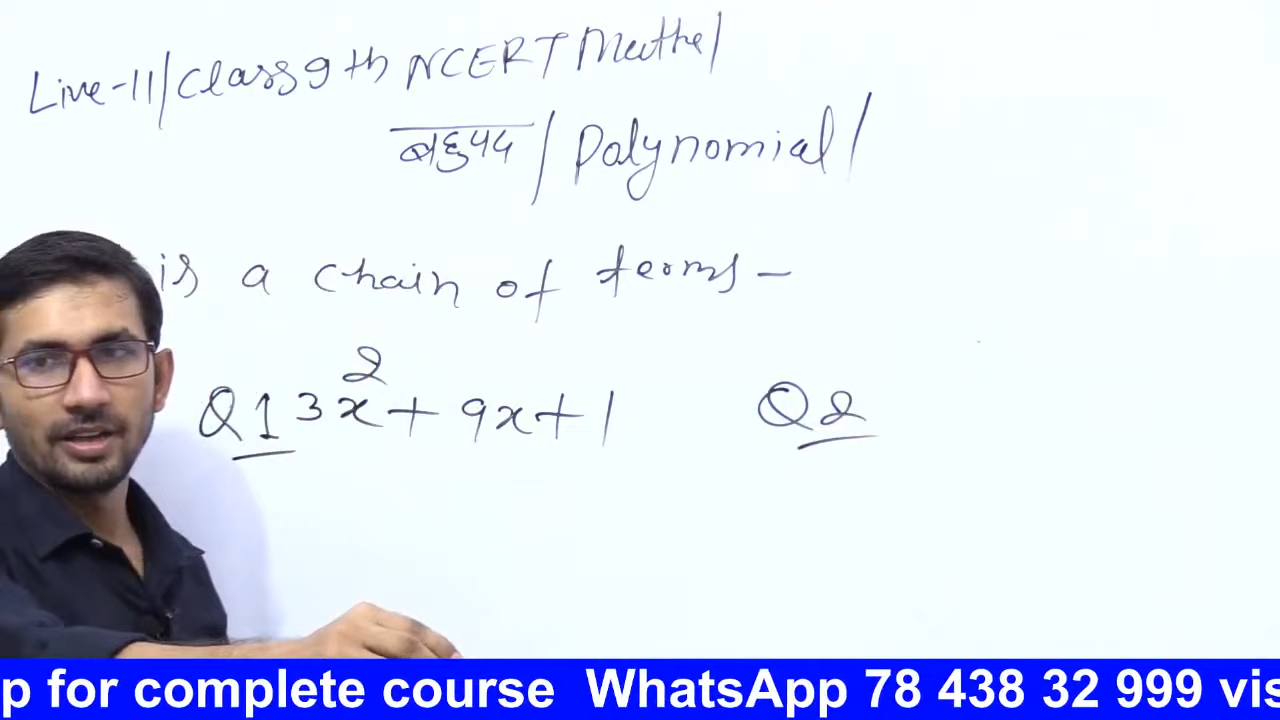 Live-11/Class 9th NCERT Maths/
बहुपद / Polynomial/
is a chain of terms-
Q1 3x²+9x+1 Q2
p for complete course WhatsApp 78 438 32 999 vis